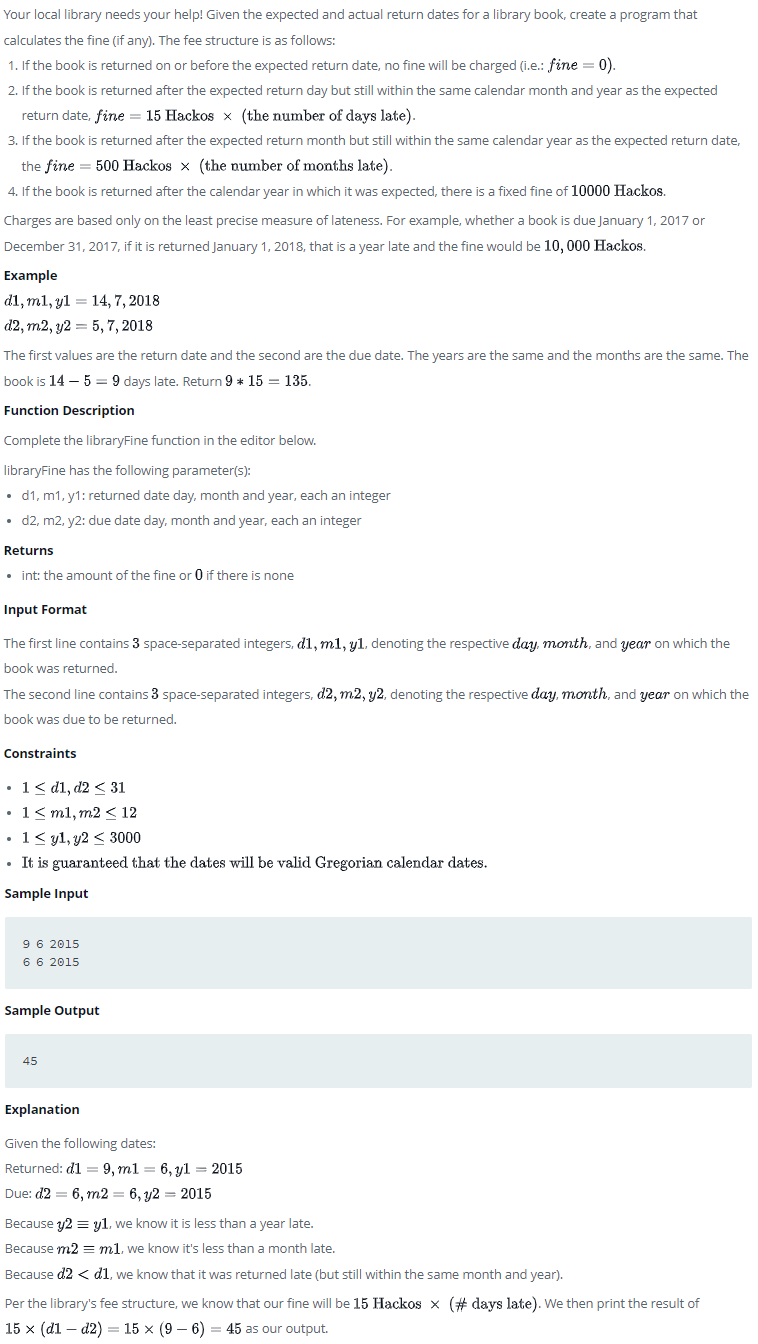 Your local library needs your help! Given the expected and actual return dates for a library book, create a program that
calculates the fine (if any). The fee structure is as follows:
1. If the book is returned on or before the expected return date, no fine will be charged (i.e.: fine = 0).
2. If the book is returned after the expected return day but still within the same calendar month and year as the expected
return date, fine = 15 Hackos × (the number of days late).
3. If the book is returned after the expected return month but still within the same calendar year as the expected return date,
the fine = 500 Hackos × (the number of months late).
4. If the book is returned after the calendar year in which it was expected, there is a fixed fine of 10000 Hackos.
Charges are based only on the least precise measure of lateness. For example, whether a book is due January 1, 2017 or
December 31, 2017, if it is returned January 1, 2018, that is a year late and the fine would be 10, 000 Hackos.
Example
d1, m1, y1 = 14, 7, 2018
d2, m2, y2 = 5, 7, 2018
The first values are the return date and the second are the due date. The years are the same and the months are the same. The
book is 14 − 5 = 9 days late. Return 9 * 15 = 135.
Function Description
Complete the libraryFine function in the editor below.
libraryFine has the following parameter(s):
• d1, m1, y1: returned date day, month and year, each an integer
• d2, m2, y2: due date day, month and year, each an integer
Returns
• int: the amount of the fine or 0 if there is none
Input Format
The first line contains 3 space-separated integers, d1, m1, y1, denoting the respective day, month, and year on which the
book was returned.
The second line contains 3 space-separated integers, d2, m2, y2, denoting the respective day, month, and year on which the
book was due to be returned.
Constraints
• 1 ≤ d1, d2 ≤ 31
• 1 ≤ m1, m2 ≤ 12
• 1 ≤ y1, y2 ≤ 3000
• It is guaranteed that the dates will be valid Gregorian calendar dates.
Sample Input
9 6 2015
6 6 2015
Sample Output
45
Explanation
Given the following dates:
Returned: d1 = 9, m1 = 6, y1 = 2015
Due: d2 = 6, m2 = 6, y2 = 2015
Because y2 ≡ y1, we know it is less than a year late.
Because m2 ≡ m1, we know it's less than a month late.
Because d2 < d1, we know that it was returned late (but still within the same month and year).
Per the library's fee structure, we know that our fine will be 15 Hackos × (# days late). We then print the result of
15 × (d1 − d2) = 15 × (9 − 6) = 45 as our output.